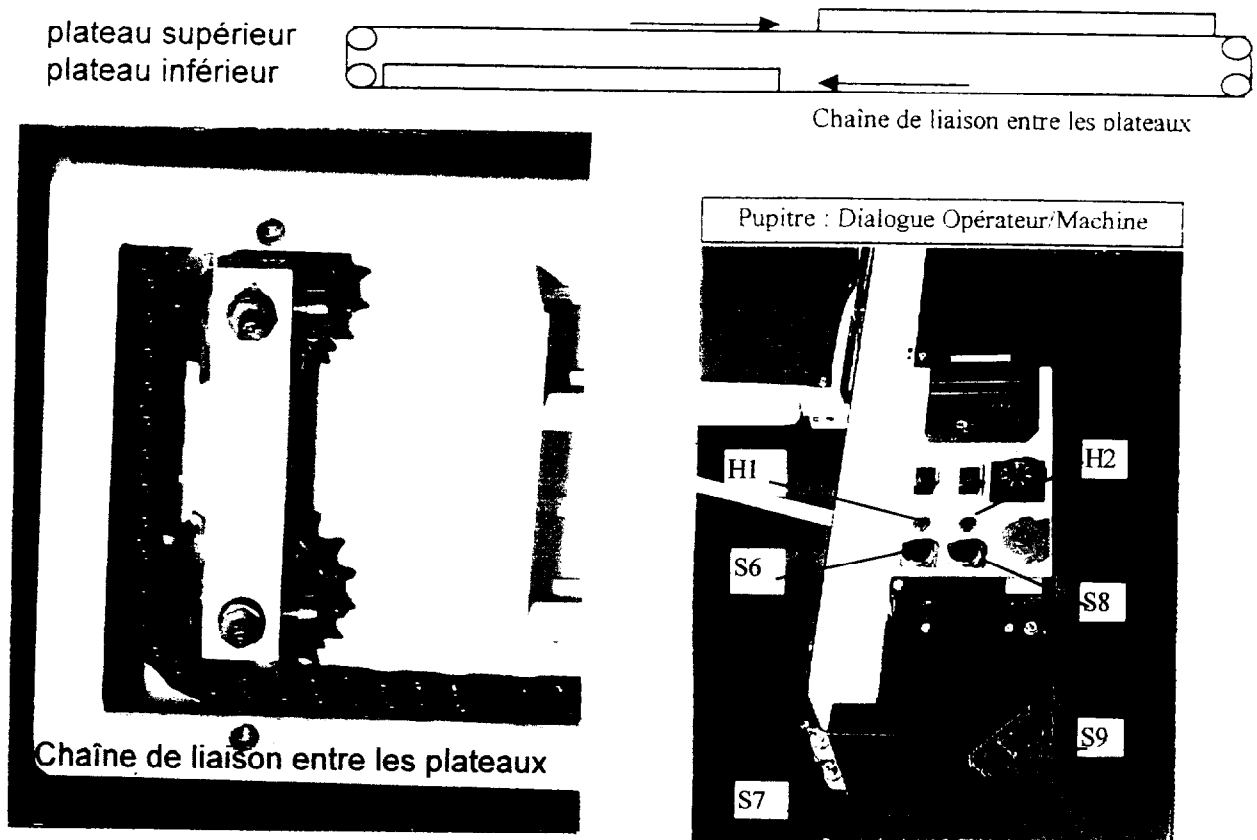 plateau supérieur
plateau inférieur
Chaîne de liaison entre les plateaux
Pupitre : Dialogue Opérateur/Machine
H1
H2
S6
S8
S9
S7
Chaîne de liaison entre les plateaux